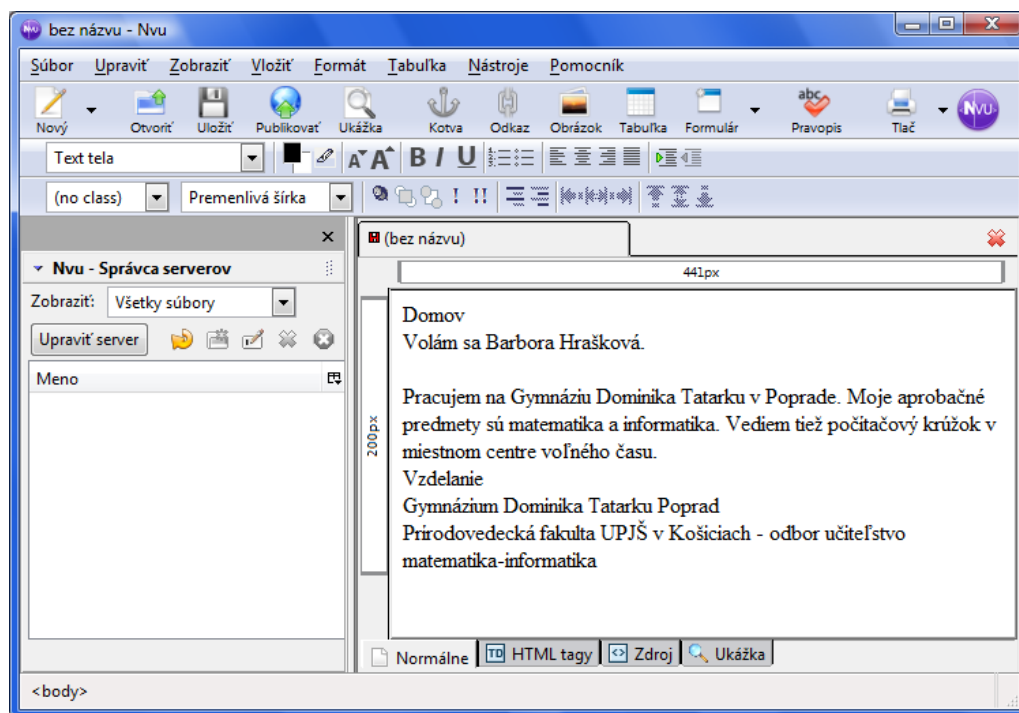 bez názvu - Nvu
Súbor Upraviť Zobraziť Vložiť Formát Tabuľka Nástroje Pomocník
Nový Otvoriť Uložiť Publikovať Ukážka Kotva Odkaz Obrázok Tabuľka Formulár Pravopis Tlač NVU
Text tela
(no class) Premenlivá šírka
(bez názvu)
Nvu - Správca serverov
441px
Zobraziť: Všetky súbory
Upraviť server
Meno
200px
Domov
Volám sa Barbora Hrašková.
Pracujem na Gymnáziu Dominika Tatarku v Poprade. Moje aprobačné
predmety sú matematika a informatika. Vediem tiež počítačový krúžok v
miestnom centre voľného času.
Vzdelanie
Gymnázium Dominika Tatarku Poprad
Prírodovedecká fakulta UPJŠ v Košiciach - odbor učiteľstvo
matematika-informatika
Normálne HTML tagy Zdroj Ukážka
<body>